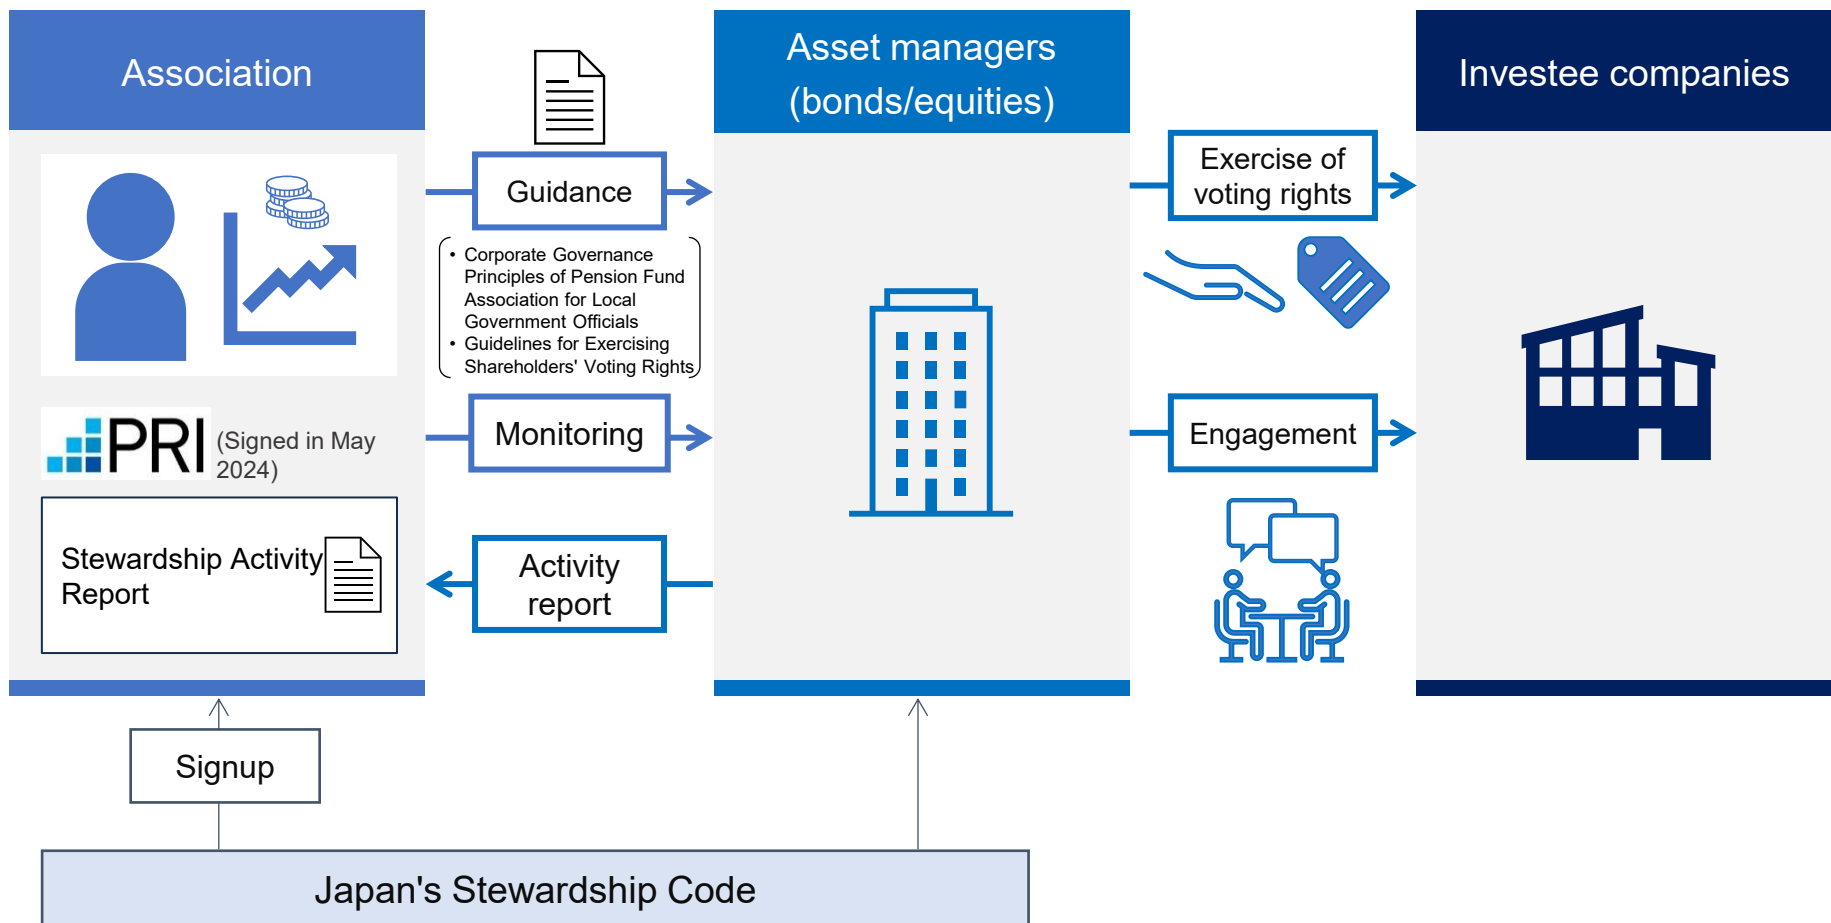 Association
Asset managers
(bonds/equities)
Investee companies
Guidance
• Corporate Governance
Principles of Pension Fund
Association for Local
Government Officials
• Guidelines for Exercising
Shareholders' Voting Rights
Exercise of
voting rights
PRI
(Signed in May
2024)
Monitoring
Engagement
Stewardship Activity
Report
Activity
report
Signup
Japan's Stewardship Code